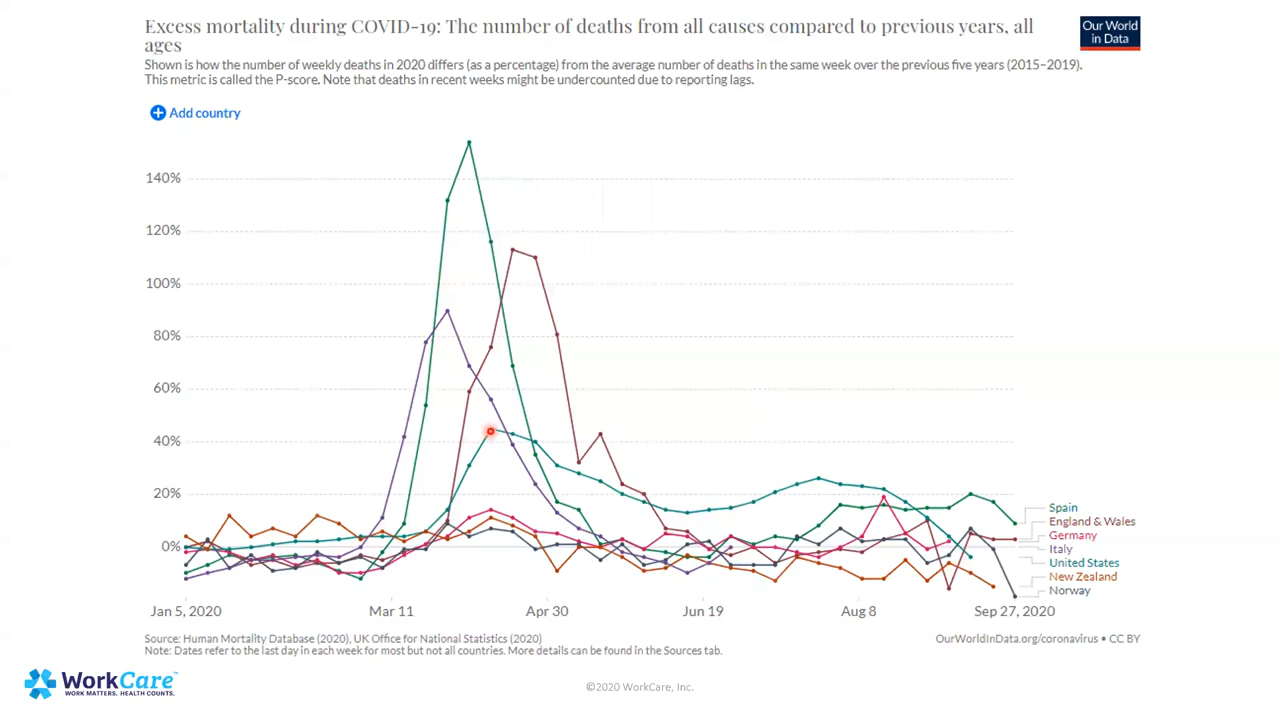 Excess mortality during COVID-19: The number of deaths from all causes compared to previous years, all
ages
Our World
in Data
Shown is how the number of weekly deaths in 2020 differs (as a percentage) from the average number of deaths in the same week over the previous five years (2015–2019).
This metric is called the P-score. Note that deaths in recent weeks might be undercounted due to reporting lags.
Add country
140%
120%
100%
80%
60%
40%
20%
0%
Spain
England & Wales
Germany
Italy
United States
New Zealand
Norway
Jan 5, 2020
Mar 11
Apr 30
Jun 19
Aug 8
Sep 27, 2020
Source: Human Mortality Database (2020), UK Office for National Statistics (2020)
OurWorldInData.org/coronavirus • CC BY
Note: Dates refer to the last day in each week for most but not all countries. More details can be found in the Sources tab.
WorkCare™
WORK MATTERS. HEALTH COUNTS.
©2020 WorkCare, Inc.